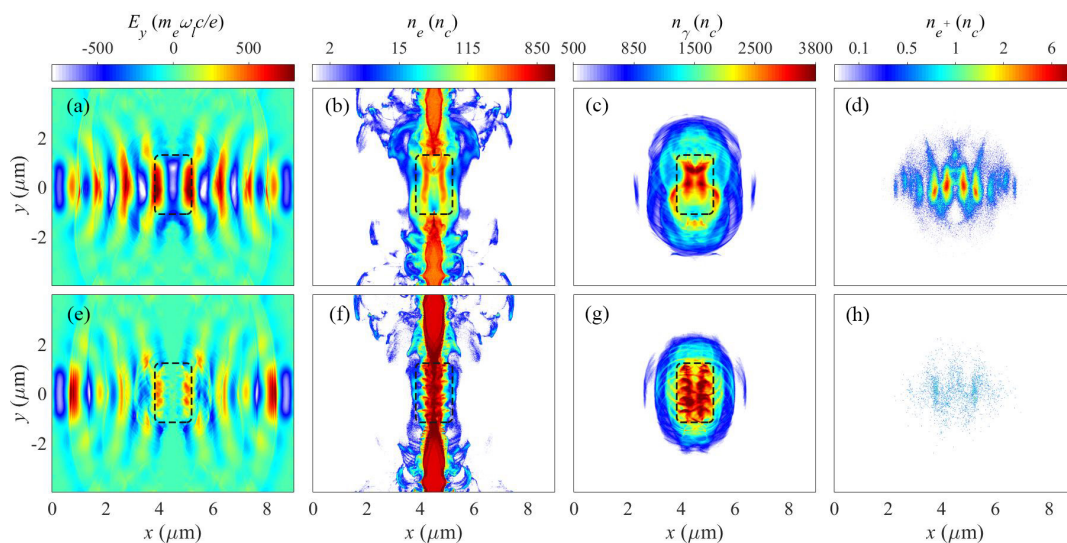 E_y (m_e ω_l c/e) n_e (n_c) n_γ (n_c) n_e+ (n_c)
-500 0 500 2 15 115 850 500 850 1500 2500 3800 0.1 0.5 1 2 6
(a) (b) (c) (d)
y (μm) 2 0 -2
(e) (f) (g) (h)
y (μm) 2 0 -2
0 2 4 6 8 0 2 4 6 8 0 2 4 6 8 0 2 4 6 8
x (μm) x (μm) x (μm) x (μm)